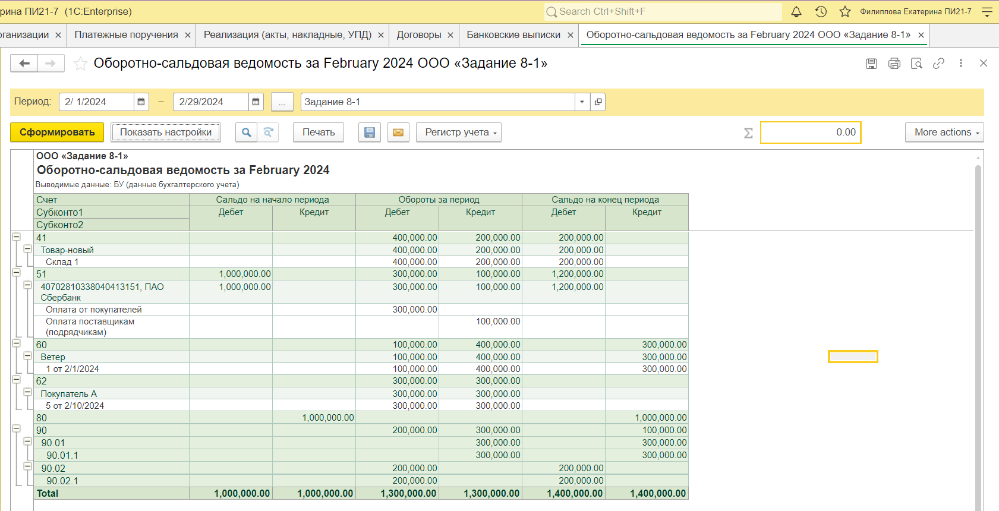 рина ПИ21-7 (1C:Enterprise) Search Ctrl+Shift+F Филиппова Екатерина ПИ21-7
рганизации Платежные поручения Реализация (акты, накладные, УПД) Договоры Банковские выписки Оборотно-сальдовая ведомость за February 2024 ООО «Задание 8-1»
Оборотно-сальдовая ведомость за February 2024 ООО «Задание 8-1»
Период: 2/ 1/2024 – 2/29/2024 ... Задание 8-1
Сформировать Показать настройки Печать Регистр учета Σ 0.00 More actions
ООО «Задание 8-1»
Оборотно-сальдовая ведомость за February 2024
Выводимые данные: БУ (данные бухгалтерского учета)
Счет Сальдо на начало периода Обороты за период Сальдо на конец периода
Субконто1 Дебет Кредит Дебет Кредит Дебет Кредит
Субконто2
41 400,000.00 200,000.00 200,000.00
Товар-новый 400,000.00 200,000.00 200,000.00
Склад 1 400,000.00 200,000.00 200,000.00
51 1,000,000.00 300,000.00 100,000.00 1,200,000.00
40702810338040413151, ПАО 1,000,000.00 300,000.00 100,000.00 1,200,000.00
Сбербанк
Оплата от покупателей 300,000.00
Оплата поставщикам 100,000.00
(подрядчикам)
60 100,000.00 400,000.00 300,000.00
Ветер 100,000.00 400,000.00 300,000.00
1 от 2/1/2024 100,000.00 400,000.00 300,000.00
62 300,000.00 300,000.00
Покупатель А 300,000.00 300,000.00
5 от 2/10/2024 300,000.00 300,000.00
80 1,000,000.00 1,000,000.00
90 200,000.00 300,000.00 100,000.00
90.01 300,000.00 300,000.00
90.01.1 300,000.00 300,000.00
90.02 200,000.00 200,000.00
90.02.1 200,000.00 200,000.00
Total 1,000,000.00 1,000,000.00 1,300,000.00 1,300,000.00 1,400,000.00 1,400,000.00